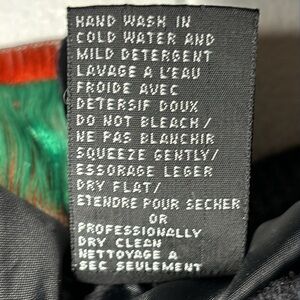 HAND WASH IN
COLD WATER AND
MILD DETERGENT
LAVAGE A L'EAU
FROIDE AVEC
DETERSIF DOUX
DO NOT BLEACH/
NE PAS BLANCHIR
SQUEEZE GENTLY/
ESSORAGE LEGER
DRY FLAT/
ETENDRE POUR SECHER
OR
PROFESSIONALLY
DRY CLEAN
NETTOYAGE A
SEC SEULEMENT